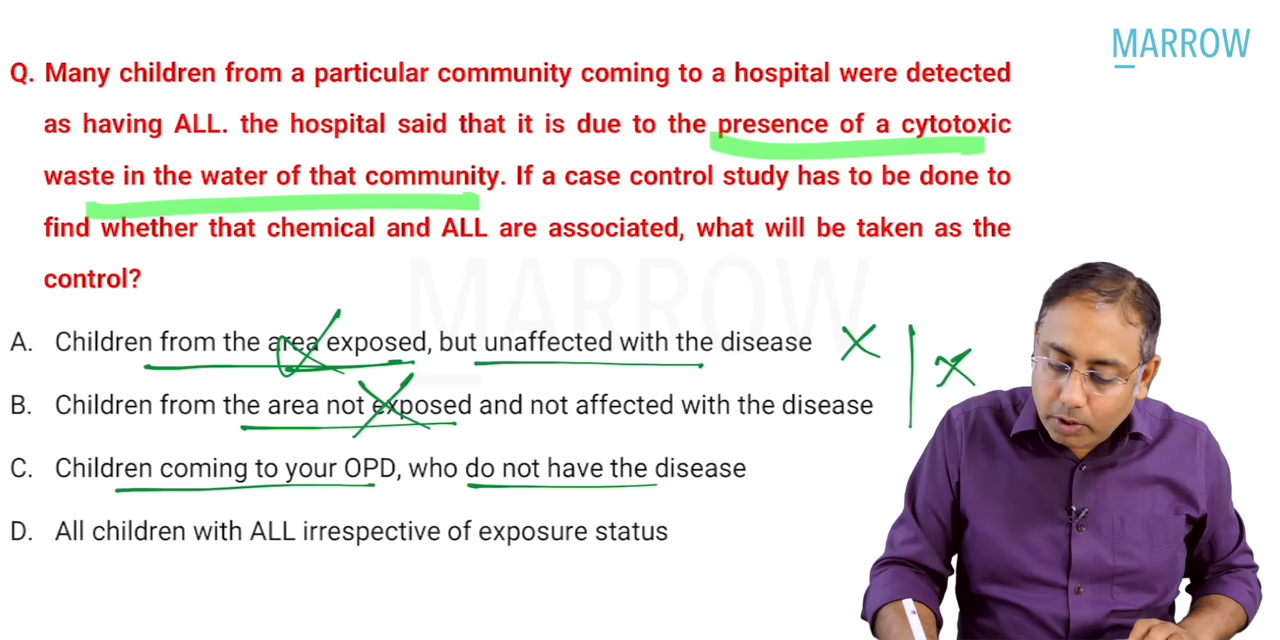 MARROW
Q. Many children from a particular community coming to a hospital were detected
as having ALL. the hospital said that it is due to the presence of a cytotoxic
waste in the water of that community. If a case control study has to be done to
find whether that chemical and ALL are associated, what will be taken as the
control?
MARROW
A. Children from the area exposed, but unaffected with the disease
B. Children from the area not exposed and not affected with the disease
C. Children coming to your OPD, who do not have the disease
D. All children with ALL irrespective of exposure status